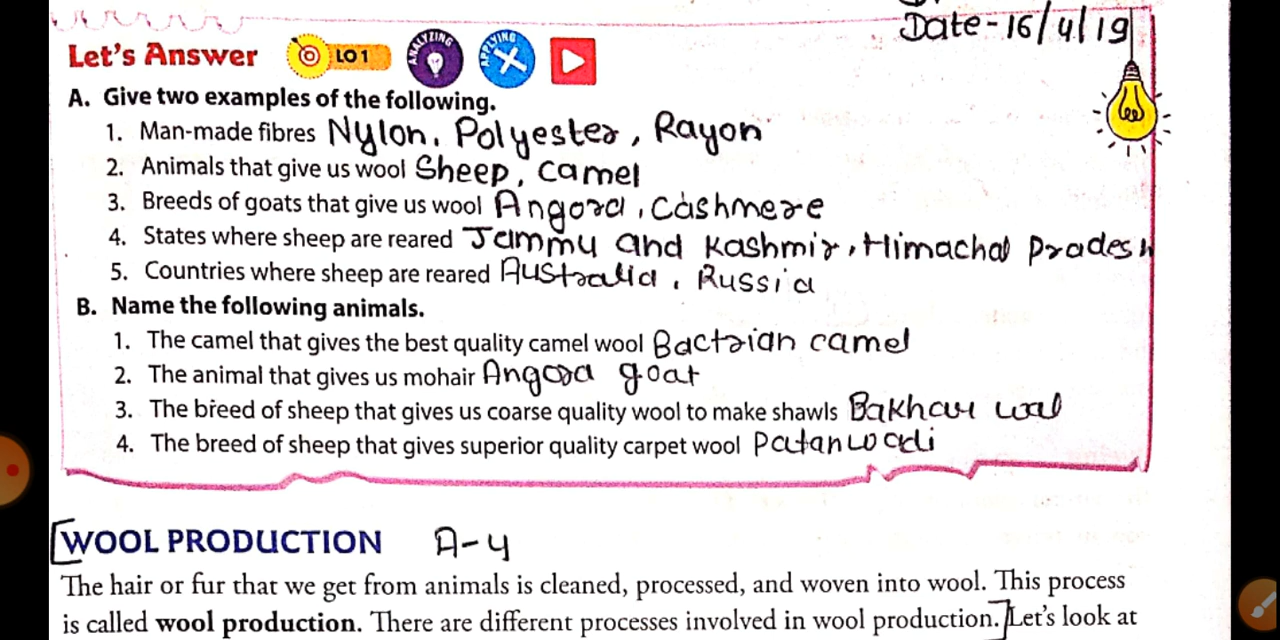 Date-16/4/19
Let's Answer LO 1 ANALYZING APPLYING
A. Give two examples of the following.
1. Man-made fibres Nylon, Polyester, Rayon
2. Animals that give us wool Sheep, Camel
3. Breeds of goats that give us wool Angora, Cashmere
4. States where sheep are reared Jammu and Kashmir, Himachal Pradesh
5. Countries where sheep are reared Australia, Russia
B. Name the following animals.
1. The camel that gives the best quality camel wool Bactrian camel
2. The animal that gives us mohair Angora goat
3. The breed of sheep that gives us coarse quality wool to make shawls Bakhar wal
4. The breed of sheep that gives superior quality carpet wool Patanwadi
WOOL PRODUCTION A-4
The hair or fur that we get from animals is cleaned, processed, and woven into wool. This process
is called wool production. There are different processes involved in wool production. Let's look at